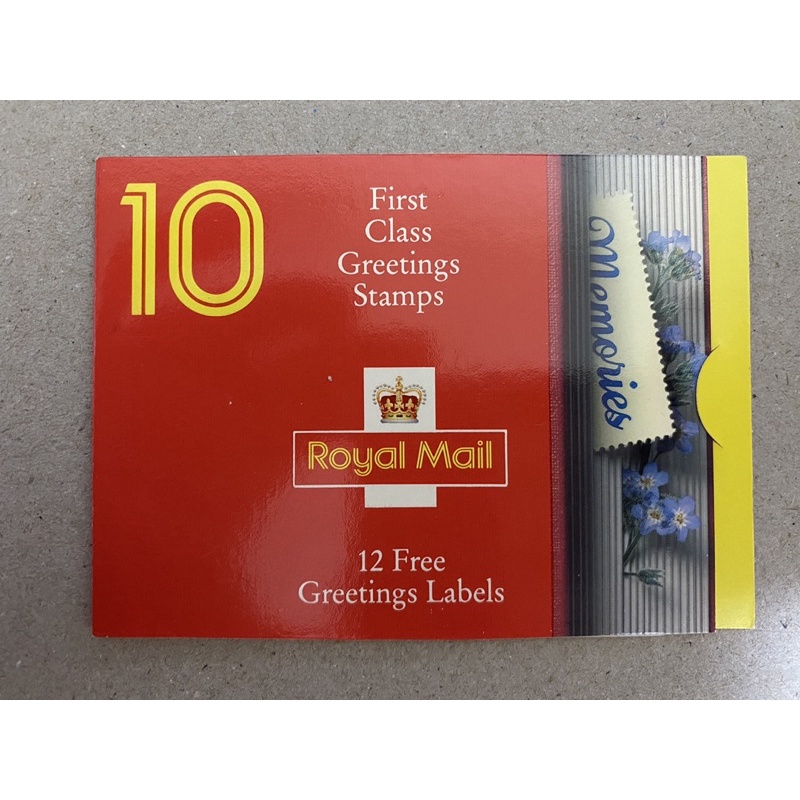 10
First
Class
Greetings
Stamps
Royal Mail
12 Free
Greetings Labels
Memories